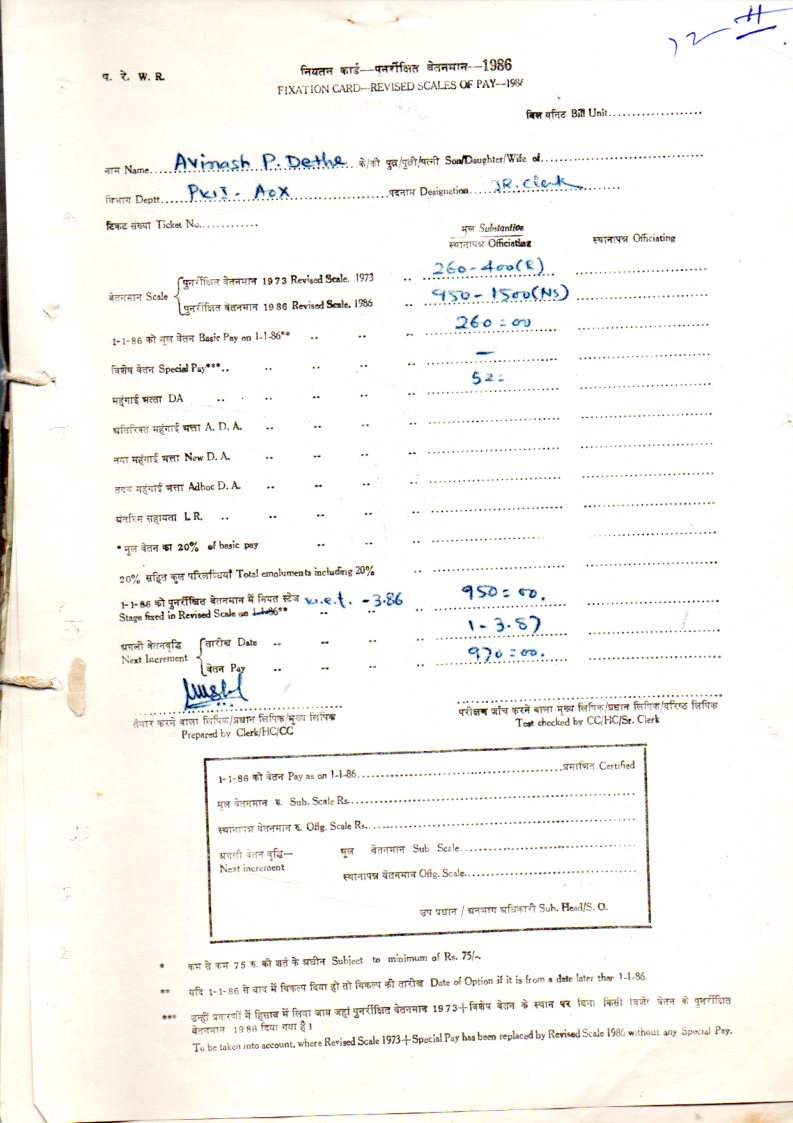 प. रे. W. R.
नियतन कार्ड—पुनर्रीक्षित वेतनमान—1986
FIXATION CARD—REVISED SCALES OF PAY—1986
बिल यूनिट Bill Unit
नाम Name Avinash P. Dethe के/की पुत्र/पुत्री/पत्नी Son/Daughter/Wife of
विभाग Deptt. पदनाम Designation JR. Clerk
टिकट संख्या Ticket No.
मूल Substantive
स्थानापन्न Officiating स्थानापन्न Officiating
वेतनमान Scale
पुनर्रीक्षित वेतनमान 1973 Revised Scale. 1973 260-400(R)
पुनर्रीक्षित वेतनमान 1986 Revised Scale. 1986 950-1500(NS)
1-1-86 को मूल वेतन Basic Pay on 1-1-86** 260=00
विशेष वेतन Special Pay*** —
महंगाई भत्ता DA 52=
अतिरिक्त महंगाई भत्ता A. D. A.
नया महंगाई भत्ता New D. A.
तदर्थ महंगाई भत्ता Adhoc D. A.
अंतरिम सहायता I. R.
*मूल वेतन का 20% of basic pay
20% सहित कुल परिलब्धियां Total emoluments including 20%
1-1-86 को पुनर्रीक्षित वेतनमान में नियत स्टेज w.e.f. -3.86 950=00.
Stage fixed in Revised Scale on 1-1-86**
अगली वेतनवृद्धि तारीख Date 1-3.87
Next Increment वेतन Pay 970=00.
तैयार करने वाला लिपिक/प्रधान लिपिक/मुख्य लिपिक
Prepared by Clerk/HC/CC
परीक्षण जाँच करने वाला मुख्य लिपिक/प्रधान लिपिक/वरिष्ठ लिपिक
Test checked by CC/HC/Sr. Clerk
1-1-86 को वेतन Pay as on 1-1-86 प्रमाणित Certified
मूल वेतनमान रु. Sub. Scale Rs.
स्थानापन्न वेतनमान रु. Offg. Scale Rs.
अगली वेतन वृद्धि— मूल वेतनमान Sub Scale
Next increment
स्थानापन्न वेतनमान Offg. Scale
उप प्रधान / अनुभाग अधिकारी Sub. Head/S. O.
* कम से कम 75 रु. की शर्त के अधीन Subject to minimum of Rs. 75/-
** यदि 1-1-86 से बाद में विकल्प दिया हो तो विकल्प की तारीख Date of Option if it is from a date later than 1-1-86.
*** उन्हीं प्रकरणों में हिसाब में लिया जाय जहां पुनर्रीक्षित वेतनमान 1973+विशेष वेतन के स्थान पर बिना किसी विशेष वेतन के पुनर्रीक्षित
वेतनमान 1986 दिया गया है।
To be taken into account, where Revised Scale 1973+Special Pay has been replaced by Revised Scale 1986 without any Special Pay.